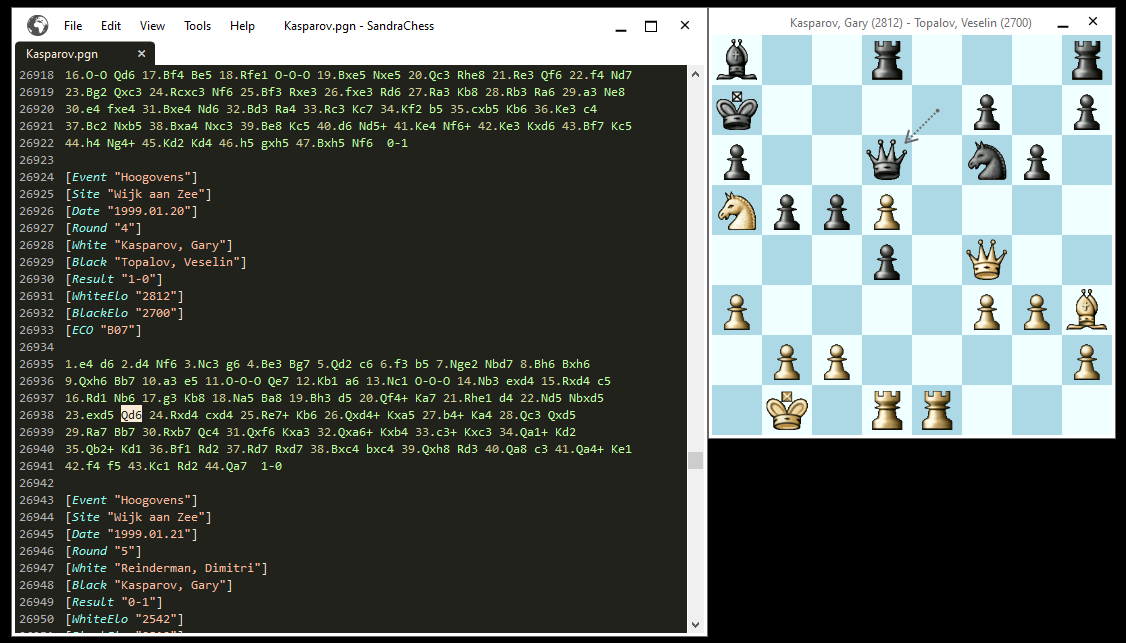 File Edit View Tools Help Kasparov.pgn - SandraChess
Kasparov.pgn
26918 16.O-O Qd6 17.Bf4 Be5 18.Rfe1 O-O-O 19.Bxe5 Nxe5 20.Qc3 Rhe8 21.Re3 Qf6 22.f4 Nd7
26919 23.Bg2 Qxc3 24.Rcxc3 Nf6 25.Bf3 Rxe3 26.fxe3 Rd6 27.Ra3 Kb8 28.Rb3 Ra6 29.a3 Ne8
26920 30.e4 fxe4 31.Bxe4 Nd6 32.Bd3 Ra4 33.Rc3 Kc7 34.Kf2 b5 35.cxb5 Kb6 36.Ke3 c4
26921 37.Bc2 Nxb5 38.Bxa4 Nxc3 39.Be8 Kc5 40.d6 Nd5+ 41.Ke4 Nf6+ 42.Ke3 Kxd6 43.Bf7 Kc5
26922 44.h4 Ng4+ 45.Kd2 Kd4 46.h5 gxh5 47.Bxh5 Nf6 0-1
26923
26924 [Event "Hoogovens"]
26925 [Site "Wijk aan Zee"]
26926 [Date "1999.01.20"]
26927 [Round "4"]
26928 [White "Kasparov, Gary"]
26929 [Black "Topalov, Veselin"]
26930 [Result "1-0"]
26931 [WhiteElo "2812"]
26932 [BlackElo "2700"]
26933 [ECO "B07"]
26934
26935 1.e4 d6 2.d4 Nf6 3.Nc3 g6 4.Be3 Bg7 5.Qd2 c6 6.f3 b5 7.Nge2 Nbd7 8.Bh6 Bxh6
26936 9.Qxh6 Bb7 10.a3 e5 11.O-O-O Qe7 12.Kb1 a6 13.Nc1 O-O-O 14.Nb3 exd4 15.Rxd4 c5
26937 16.Rd1 Nb6 17.g3 Kb8 18.Na5 Ba8 19.Bh3 d5 20.Qf4+ Ka7 21.Rhe1 d4 22.Nd5 Nbxd5
26938 23.exd5 Qd6 24.Rxd4 cxd4 25.Re7+ Kb6 26.Qxd4+ Kxa5 27.b4+ Ka4 28.Qc3 Qxd5
26939 29.Ra7 Bb7 30.Rxb7 Qc4 31.Qxf6 Kxa3 32.Qxa6+ Kxb4 33.c3+ Kxc3 34.Qa1+ Kd2
26940 35.Qb2+ Kd1 36.Bf1 Rd2 37.Rd7 Rxd7 38.Bxc4 bxc4 39.Qxh8 Rd3 40.Qa8 c3 41.Qa4+ Ke1
26941 42.f4 f5 43.Kc1 Rd2 44.Qa7 1-0
26942
26943 [Event "Hoogovens"]
26944 [Site "Wijk aan Zee"]
26945 [Date "1999.01.21"]
26946 [Round "5"]
26947 [White "Reinderman, Dimitri"]
26948 [Black "Kasparov, Gary"]
26949 [Result "0-1"]
26950 [WhiteElo "2542"]
Kasparov, Gary (2812) - Topalov, Veselin (2700)